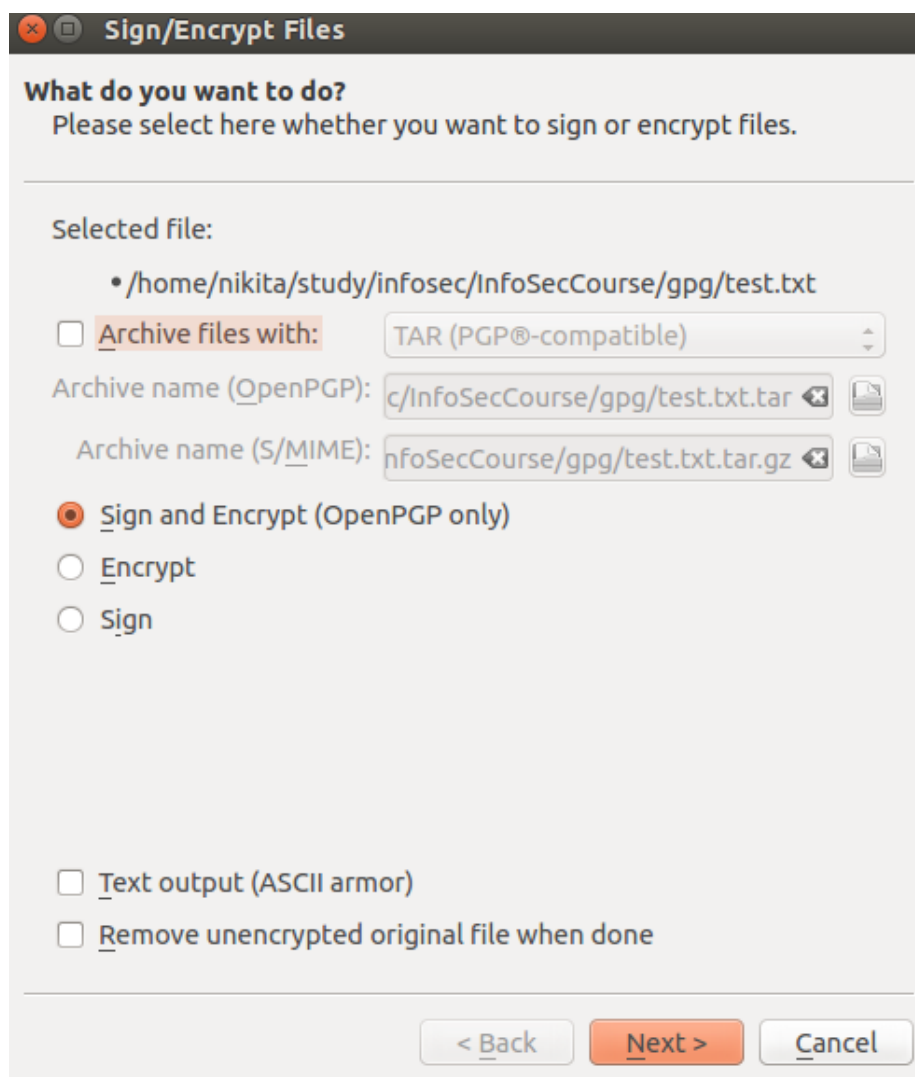 Sign/Encrypt Files
What do you want to do?
Please select here whether you want to sign or encrypt files.
Selected file:
•/home/nikita/study/infosec/InfoSecCourse/gpg/test.txt
Archive files with: TAR (PGP®-compatible)
Archive name (OpenPGP): c/InfoSecCourse/gpg/test.txt.tar
Archive name (S/MIME): nfoSecCourse/gpg/test.txt.tar.gz
Sign and Encrypt (OpenPGP only)
Encrypt
Sign
Text output (ASCII armor)
Remove unencrypted original file when done
< Back Next > Cancel